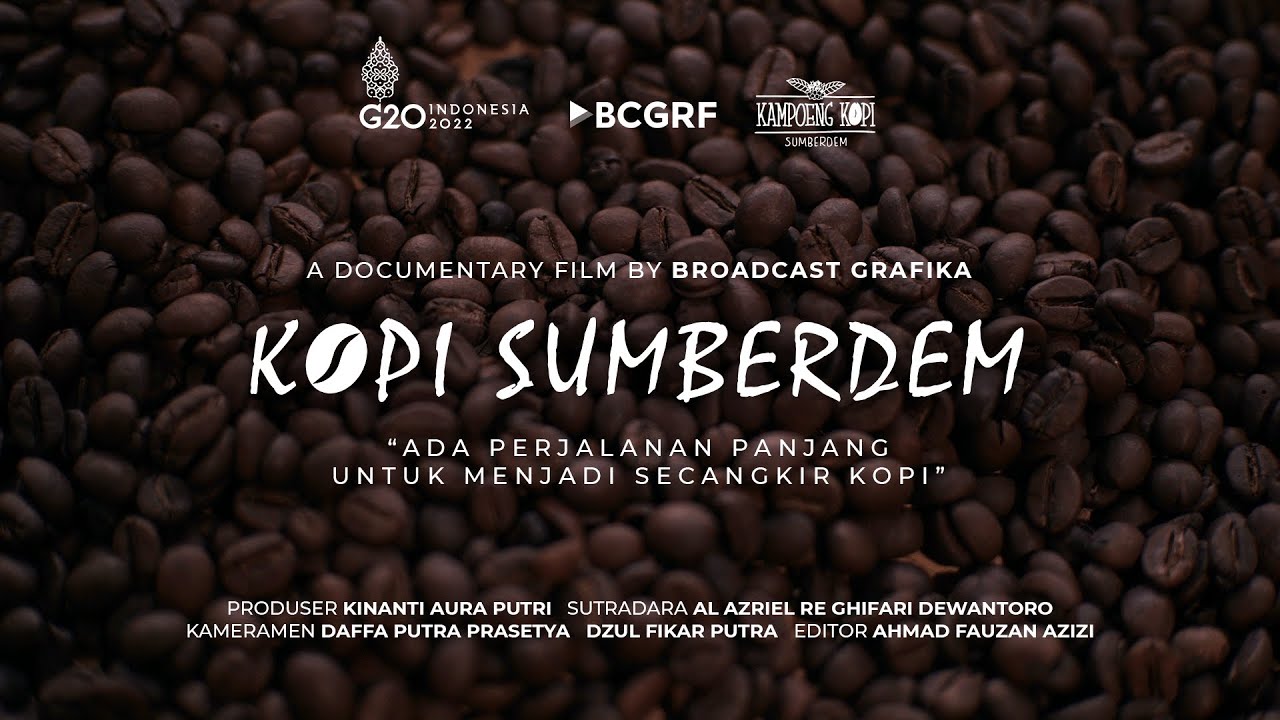 G20 INDONESIA 2022
BCGRF
KAMPOENG KOPI
SUMBERDEM
A DOCUMENTARY FILM BY BROADCAST GRAFIKA
KOPI SUMBERDEM
“ADA PERJALANAN PANJANG
UNTUK MENJADI SECANGKIR KOPI”
PRODUSER KINANTI AURA PUTRI SUTRADARA AL AZRIEL RE GHIFARI DEWANTORO
KAMERAMEN DAFFA PUTRA PRASETYA DZUL FIKAR PUTRA EDITOR AHMAD FAUZAN AZIZI